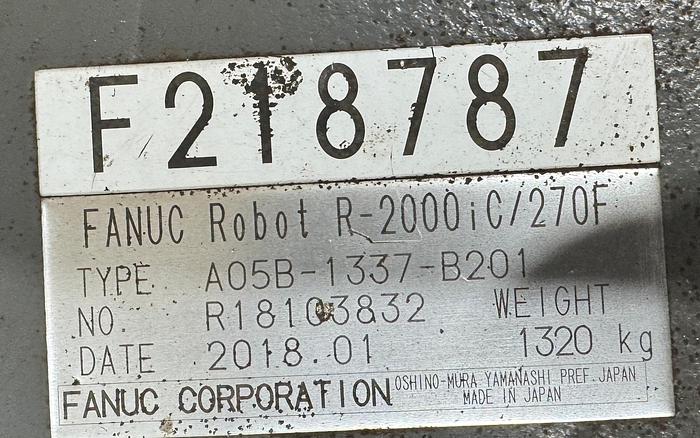 F218787
FANUC Robot R-2000iC/270F
TYPE A05B-1337-B201
NO. R18103832 WEIGHT
DATE 2018.01 1320 kg
FANUC CORPORATION OSHINO-MURA YAMANASHI PREF. JAPAN
MADE IN JAPAN